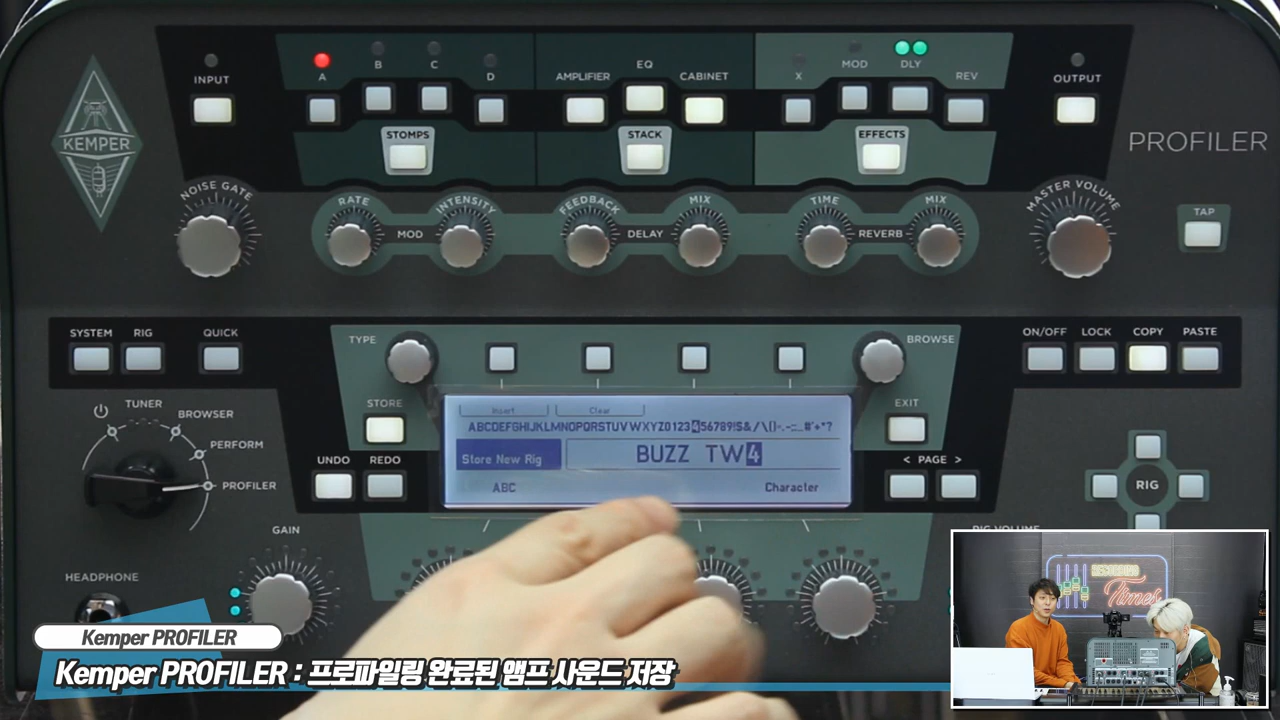 INPUT
A
B
C
D
AMPLIFIER
EQ
CABINET
X
MOD
DLY
REV
OUTPUT
STOMPS
STACK
EFFECTS
KEMPER
PROFILER
NOISE GATE
RATE
MOD
INTENSITY
FEEDBACK
DELAY
MIX
TIME
REVERB
MIX
MASTER VOLUME
TAP
SYSTEM
RIG
QUICK
TYPE
BROWSE
ON/OFF
LOCK
COPY
PASTE
TUNER
BROWSER
PERFORM
PROFILER
STORE
EXIT
UNDO
REDO
< PAGE >
Insert
Clear
ABCDEFGHIJKLMNOPQRSTUVWXYZ0123456789!S&/\()-.-:;_#'+*?
Store New Rig
BUZZ TW4
ABC
Character
RIG
GAIN
RIG VOLUME
HEADPHONE
RECORDING
Times
Kemper PROFILER
Kemper PROFILER : 프로파일링 완료된 앰프 사운드 저장